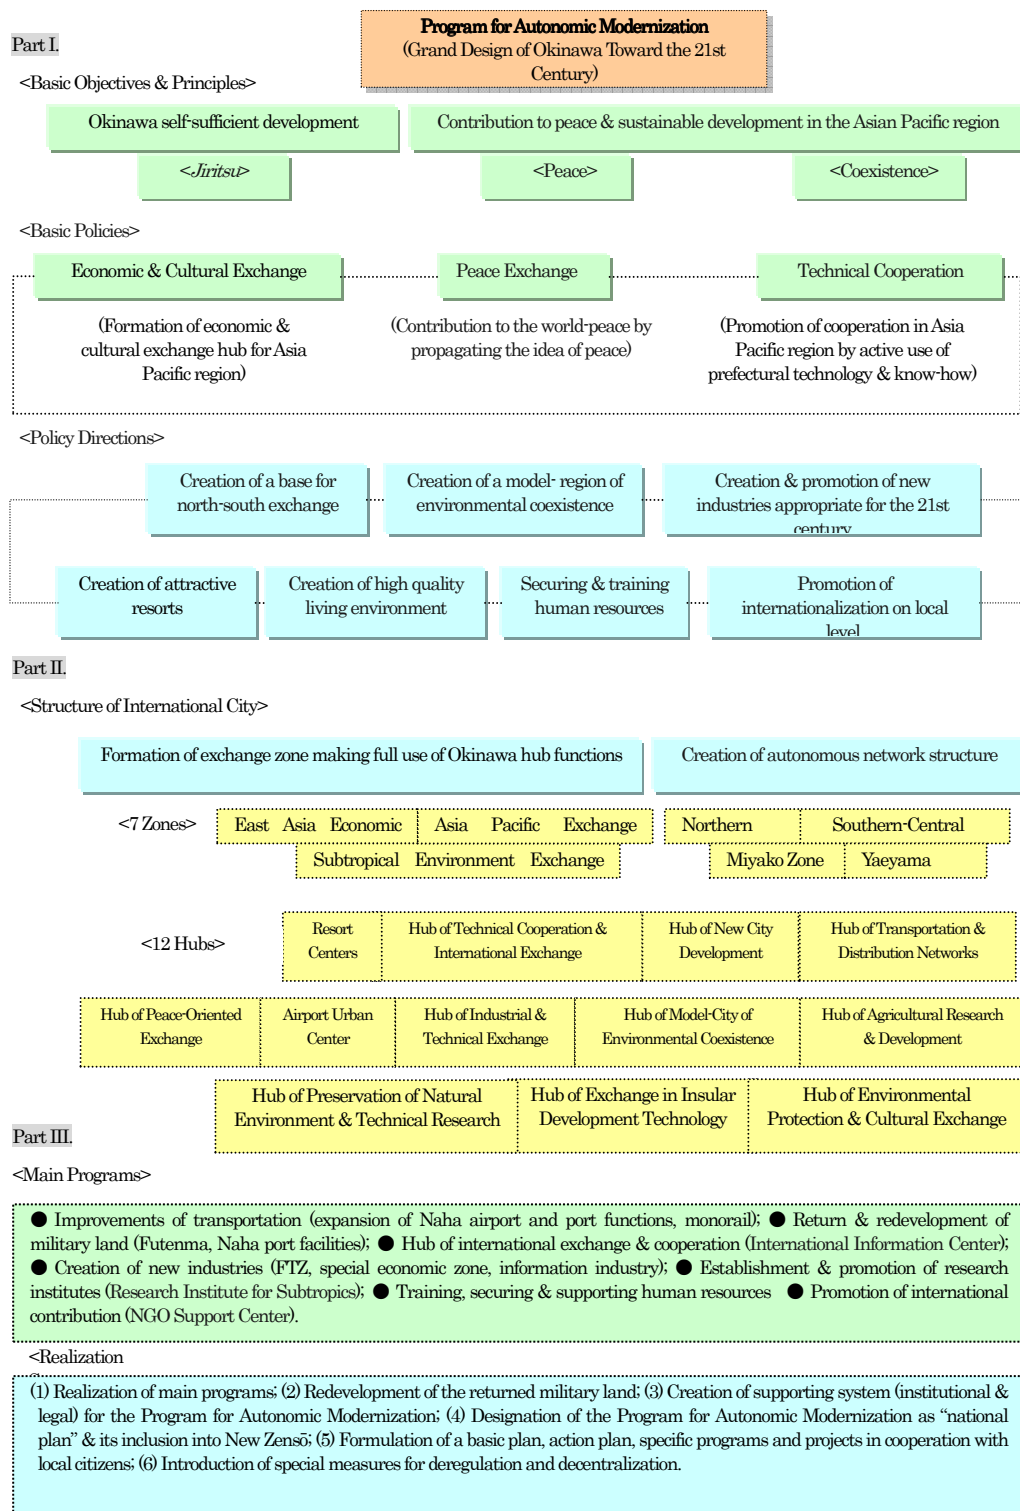 Program for Autonomic Modernization
(Grand Design of Okinawa Toward the 21st
Century)
Part I.
<Basic Objectives & Principles>
Okinawa self-sufficient development
Contribution to peace & sustainable development in the Asian Pacific region
<Jiritsu>
<Peace>
<Coexistence>
<Basic Policies>
Economic & Cultural Exchange
Peace Exchange
Technical Cooperation
(Formation of economic &
cultural exchange hub for Asia
Pacific region)
(Contribution to the world-peace by
propagating the idea of peace)
(Promotion of cooperation in Asia
Pacific region by active use of
prefectural technology & know-how)
<Policy Directions>
Creation of a base for
north-south exchange
Creation of a model- region of
environmental coexistence
Creation & promotion of new
industries appropriate for the 21st
century
Creation of attractive
resorts
Creation of high quality
living environment
Securing & training
human resources
Promotion of
internationalization on local
level
Part II.
<Structure of International City>
Formation of exchange zone making full use of Okinawa hub functions
Creation of autonomous network structure
<7 Zones>
East Asia Economic
Asia Pacific Exchange
Northern
Southern-Central
Subtropical Environment Exchange
Miyako Zone
Yaeyama
<12 Hubs>
Resort
Centers
Hub of Technical Cooperation &
International Exchange
Hub of New City
Development
Hub of Transportation &
Distribution Networks
Hub of Peace-Oriented
Exchange
Airport Urban
Center
Hub of Industrial &
Technical Exchange
Hub of Model-City of
Environmental Coexistence
Hub of Agricultural Research
& Development
Hub of Preservation of Natural
Environment & Technical Research
Hub of Exchange in Insular
Development Technology
Hub of Environmental
Protection & Cultural Exchange
Part III.
<Main Programs>
● Improvements of transportation (expansion of Naha airport and port functions, monorail); ● Return & redevelopment of
military land (Futenma, Naha port facilities); ● Hub of international exchange & cooperation (International Information Center);
● Creation of new industries (FTZ, special economic zone, information industry); ● Establishment & promotion of research
institutes (Research Institute for Subtropics); ● Training, securing & supporting human resources ● Promotion of international
contribution (NGO Support Center).
<Realization
(1) Realization of main programs; (2) Redevelopment of the returned military land; (3) Creation of supporting system (institutional &
legal) for the Program for Autonomic Modernization; (4) Designation of the Program for Autonomic Modernization as “national
plan” & its inclusion into New Zensō; (5) Formulation of a basic plan, action plan, specific programs and projects in cooperation with
local citizens; (6) Introduction of special measures for deregulation and decentralization.